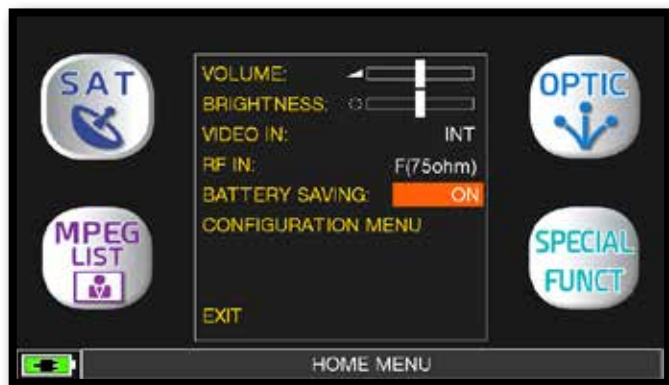 SAT
MPEG
LIST
VOLUME:
BRIGHTNESS:
VIDEO IN: INT
RF IN: F(75ohm)
BATTERY SAVING: ON
CONFIGURATION MENU
EXIT
OPTIC
SPECIAL
FUNCT
HOME MENU